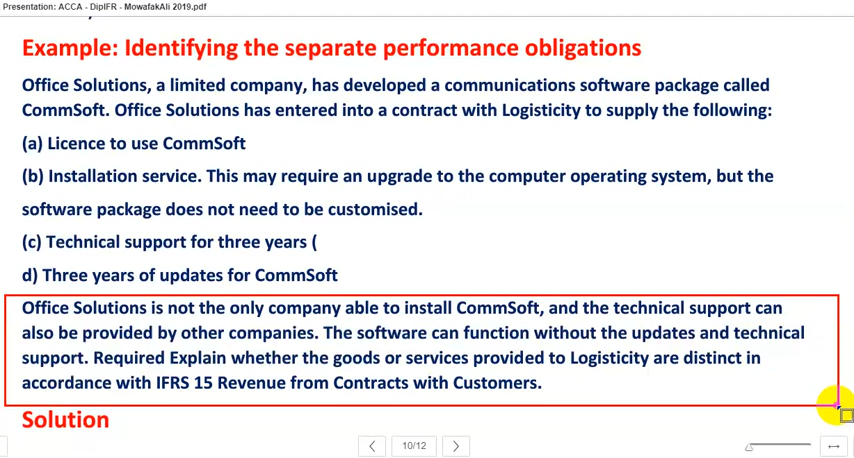 Presentation: ACCA - DipIFR - MowafakAli 2019.pdf
Example: Identifying the separate performance obligations
Office Solutions, a limited company, has developed a communications software package called
CommSoft. Office Solutions has entered into a contract with Logisticity to supply the following:
(a) Licence to use CommSoft
(b) Installation service. This may require an upgrade to the computer operating system, but the
software package does not need to be customised.
(c) Technical support for three years (
d) Three years of updates for CommSoft
Office Solutions is not the only company able to install CommSoft, and the technical support can
also be provided by other companies. The software can function without the updates and technical
support. Required Explain whether the goods or services provided to Logisticity are distinct in
accordance with IFRS 15 Revenue from Contracts with Customers.
Solution
10/12